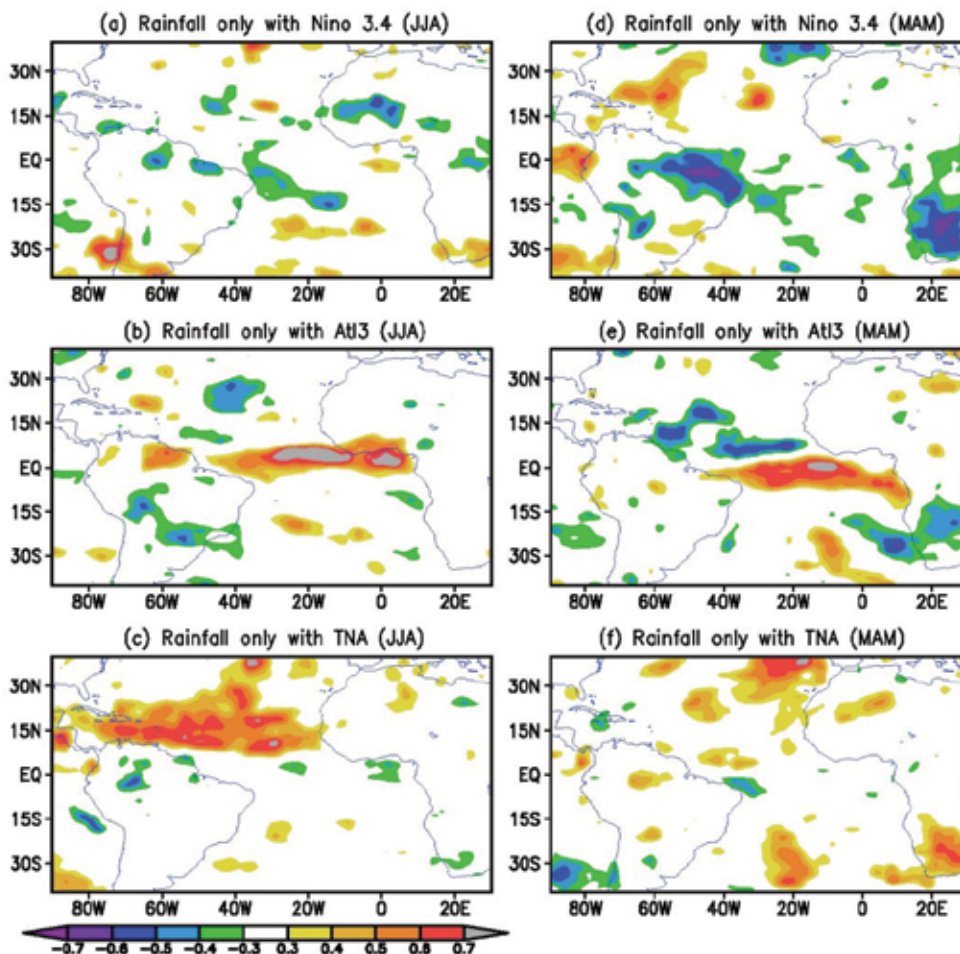 (a) Rainfall only with Nino 3.4 (JJA)
30N
15N
EQ
15S
30S
80W 60W 40W 20W 0 20E
(d) Rainfall only with Nino 3.4 (MAM)
30N
15N
EQ
15S
30S
80W 60W 40W 20W 0 20E
(b) Rainfall only with Atl3 (JJA)
30N
15N
EQ
15S
30S
80W 60W 40W 20W 0 20E
(e) Rainfall only with Atl3 (MAM)
30N
15N
EQ
15S
30S
80W 60W 40W 20W 0 20E
(c) Rainfall only with TNA (JJA)
30N
15N
EQ
15S
30S
80W 60W 40W 20W 0 20E
(f) Rainfall only with TNA (MAM)
30N
15N
EQ
15S
30S
80W 60W 40W 20W 0 20E
-0.7 -0.6 -0.5 -0.4 -0.3 0.3 0.4 0.5 0.6 0.7